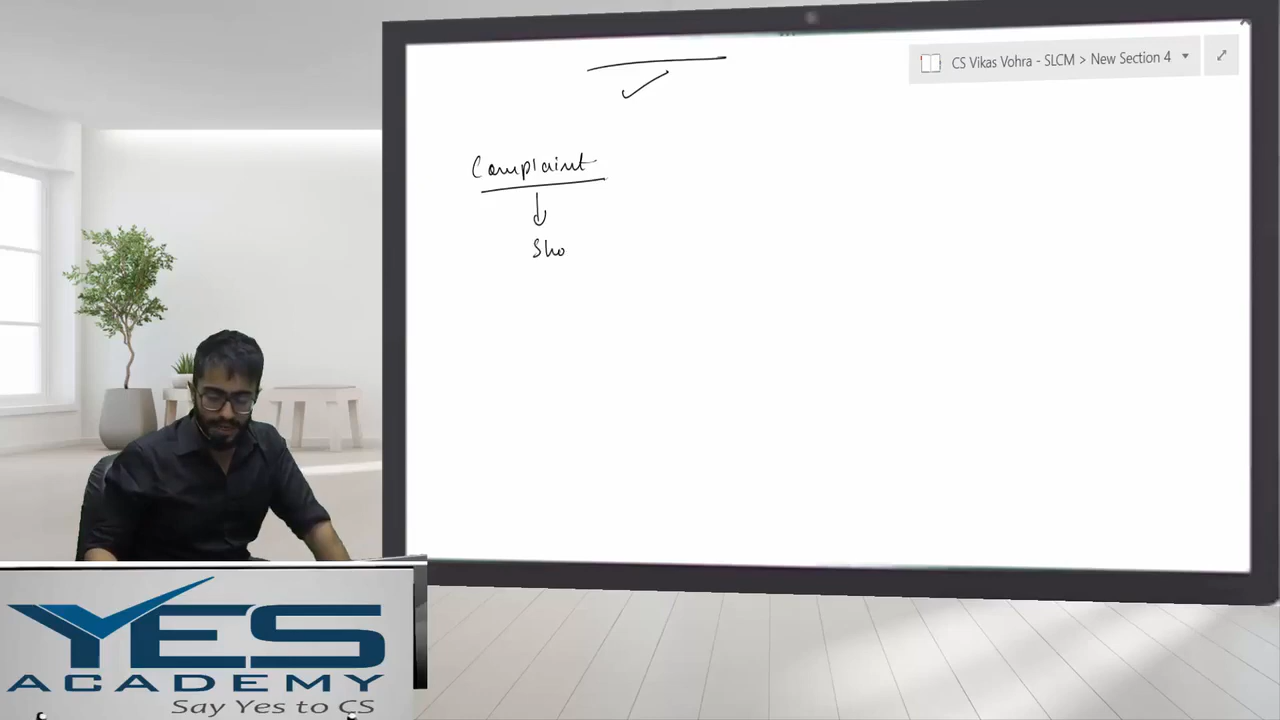 CS Vikas Vohra - SLCM > New Section 4
Complaint
Sho
YES
ACADEMY
Say Yes to CS